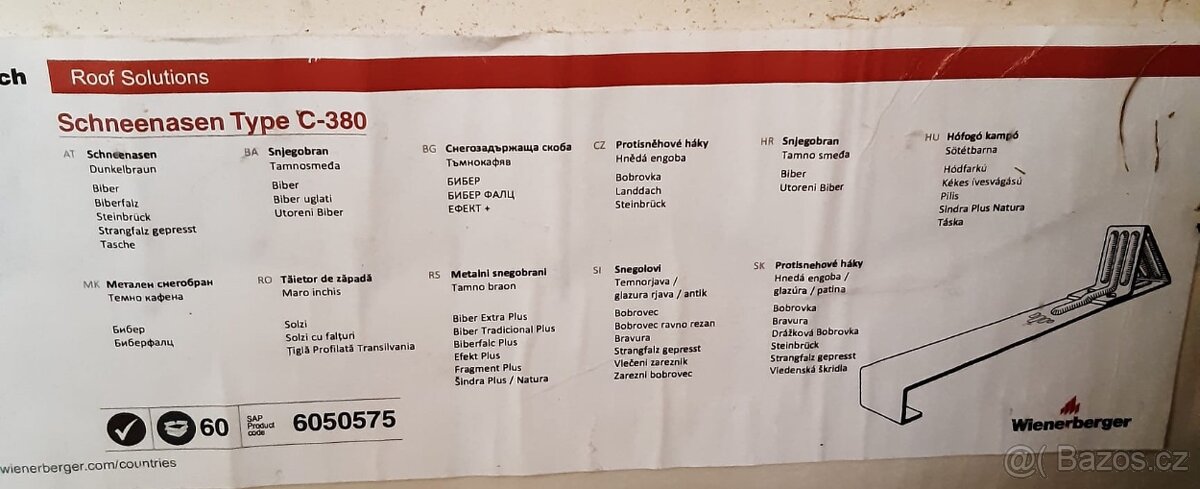 ch
Roof Solutions
Schneenasen Type C-380
AT Schneenasen
Dunkelbraun
Biber
Biberfalz
Steinbrück
Strangfalz gepresst
Tasche
BA Snjegobran
Tamnosmeđa
Biber
Biber uglati
Utoreni Biber
BG Снегозадържаща скоба
Тъмнокафяв
БИБЕР
БИБЕР ФАЛЦ
ЕФЕКТ +
CZ Protisněhové háky
Hnědá engoba
Bobrovka
Landdach
Steinbrück
HR Snjegobran
Tamno smeđa
Biber
Utoreni Biber
HU Hófogó kampó
Sötétbarna
Hódfarkú
Kékes ívesvágású
Pilis
Sindra Plus Natura
Táska
MK Метален снегобран
Темно кафена
Бибер
Биберфалц
RO Tăietor de zăpadă
Maro inchis
Solzi
Solzi cu falțuri
Țiglă Profilată Transilvania
RS Metalni snegobrani
Tamno braon
Biber Extra Plus
Biber Tradicional Plus
Biberfalc Plus
Efekt Plus
Fragment Plus
Šindra Plus / Natura
SI Snegolovi
Temnorjava /
glazura rjava / antik
Bobrovec
Bobrovec ravno rezan
Bravura
Strangfalz gepresst
Vlečeni zareznik
Zarezni bobrovec
SK Protisnehové háky
Hnedá engoba /
glazúra / patina
Bobrovka
Bravura
Drážková Bobrovka
Steinbrück
Strangfalz gepresst
Viedenská škridla
60
SAP
Product
code
6050575
wienerberger.com/countries
Wienerberger
@( Bazos.cz